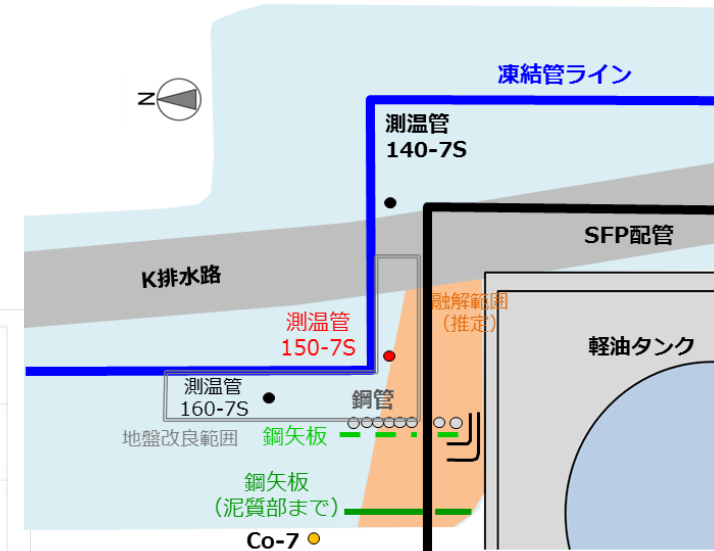 凍結管ライン
N
測温管
140-7S
SFP配管
K排水路
融解範囲
（推定）
測温管
150-7S
軽油タンク
測温管
160-7S
鋼管
地盤改良範囲
鋼矢板
鋼矢板
（泥質部まで）
Co-7